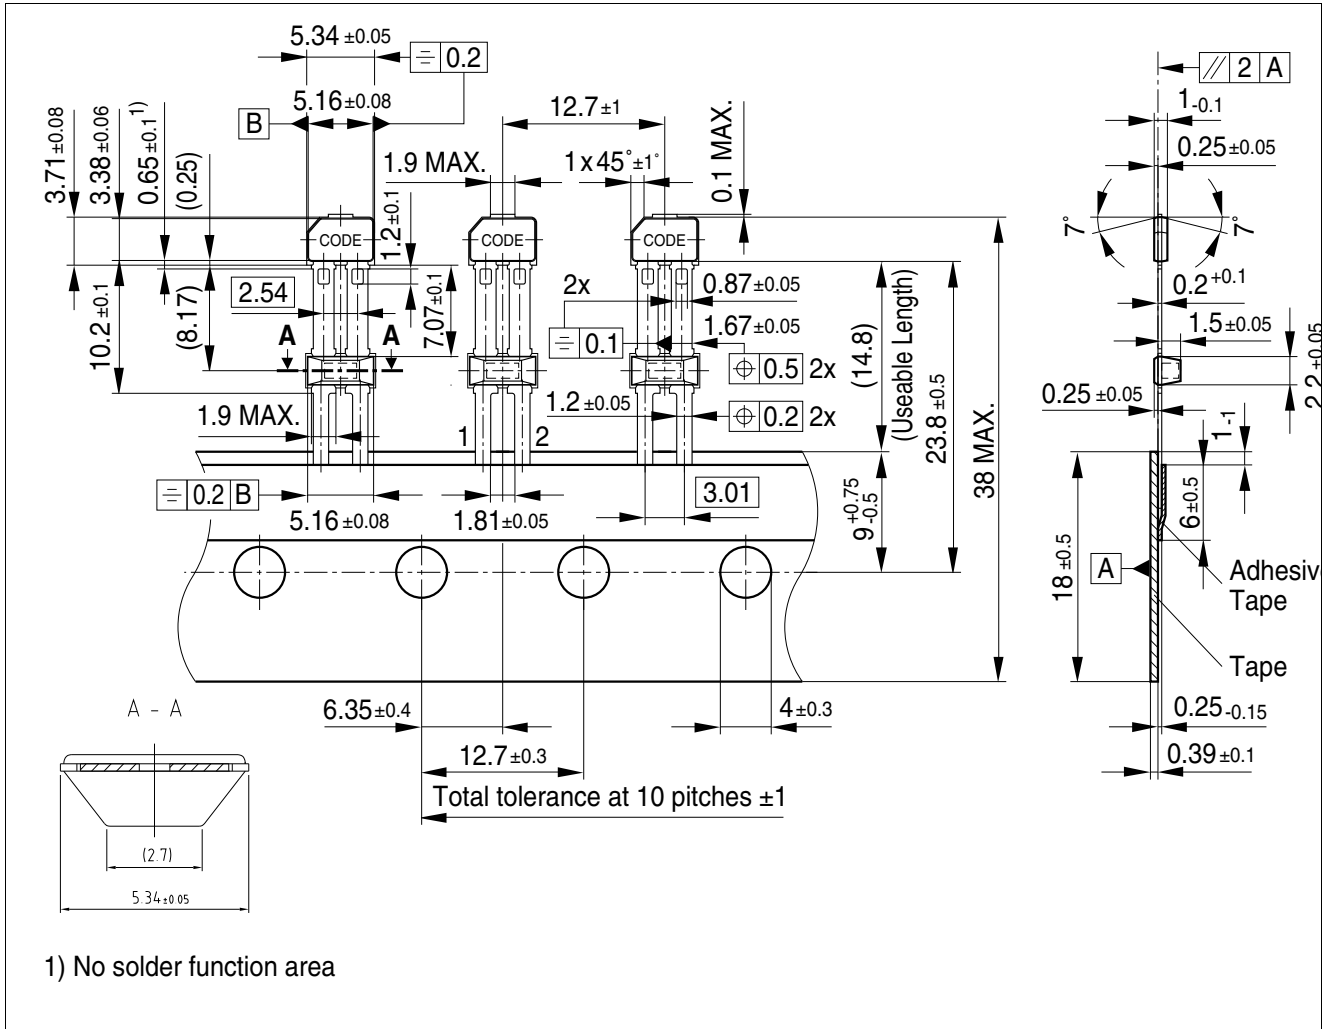 5.34 ±0.05
⌯ 0.2
B
5.16 ±0.08
12.7 ±1
3.71 ±0.08
3.38 ±0.06
0.65 ±0.1 1)
(0.25)
1.9 MAX.
1 x 45° ±1°
0.1 MAX.
1.2 ±0.1
CODE
CODE
CODE
2.54
10.2 ±0.1
(8.17)
A
A
7.07 ±0.1
2x
0.87 ±0.05
⌯ 0.1
1.67 ±0.05
⌖ 0.5 2x
1.2 ±0.05
⌖ 0.2 2x
1.9 MAX.
1
2
(14.8)
(Useable Length)
23.8 ±0.5
38 MAX.
⌯ 0.2 B
5.16 ±0.08
1.81 ±0.05
3.01
9 +0.75 -0.5
6.35 ±0.4
4 ±0.3
12.7 ±0.3
Total tolerance at 10 pitches ±1
// 2 A
1 -0.1
0.25 ±0.05
7°
7°
0.2 +0.1
1.5 ±0.05
2.2 ±0.05
0.25 ±0.05
1 -1
6 ±0.5
18 ±0.5
A
Adhesiv
Tape
Tape
0.25 -0.15
0.39 ±0.1
A - A
(2.7)
5.34 ±0.05
1) No solder function area